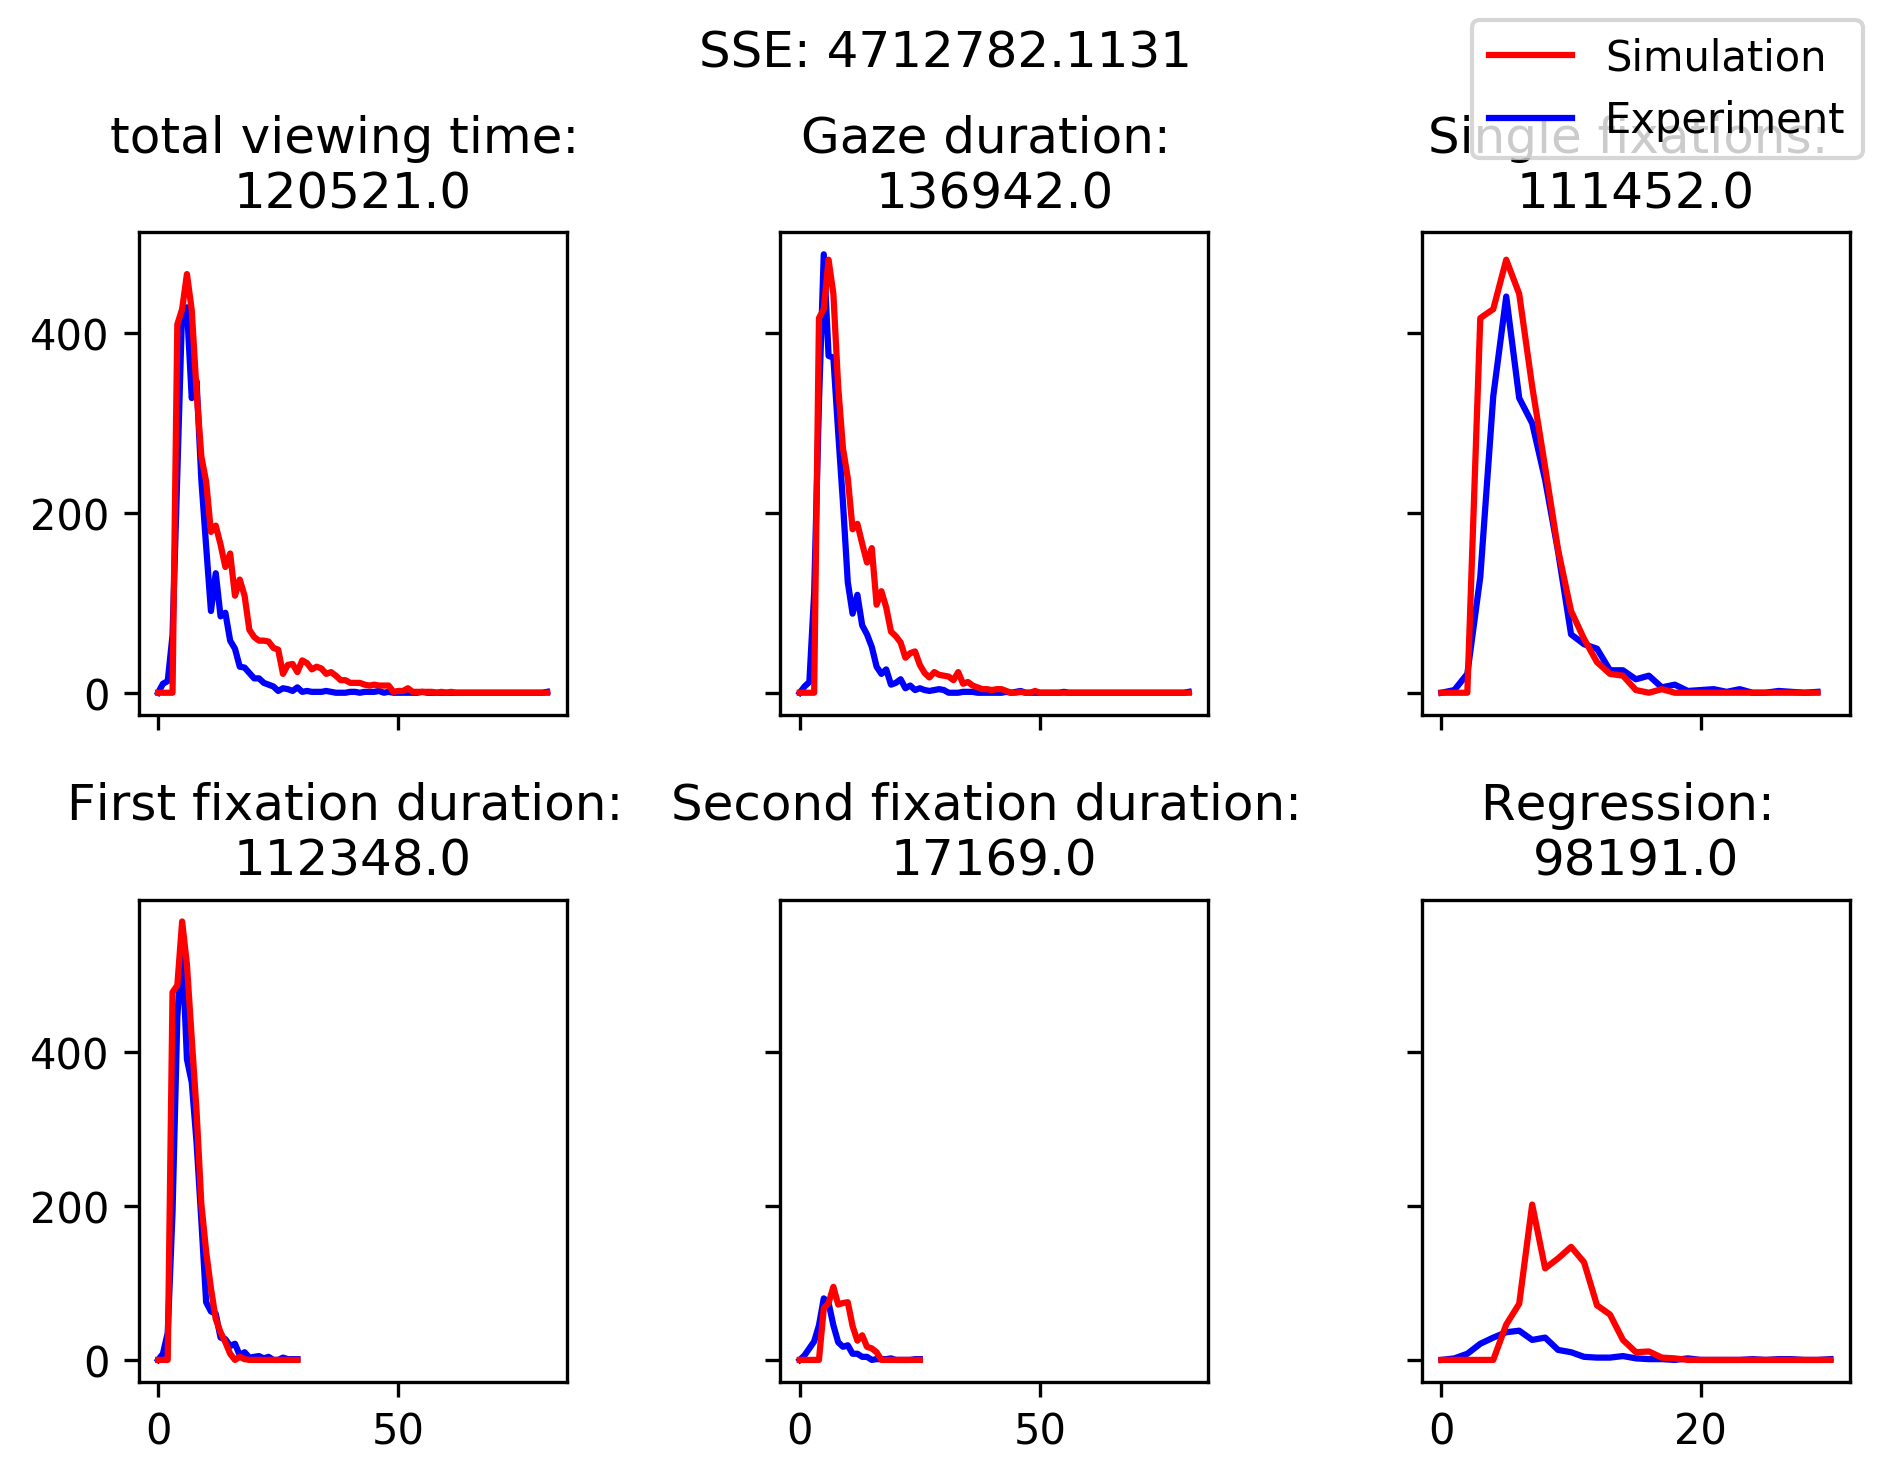 SSE: 4712782.1131
Simulation
Experiment
total viewing time:
120521.0
Gaze duration:
136942.0
Single fixations:
111452.0
400
200
0
0
50
0
50
0
20
First fixation duration:
112348.0
Second fixation duration:
17169.0
Regression:
98191.0
400
200
0